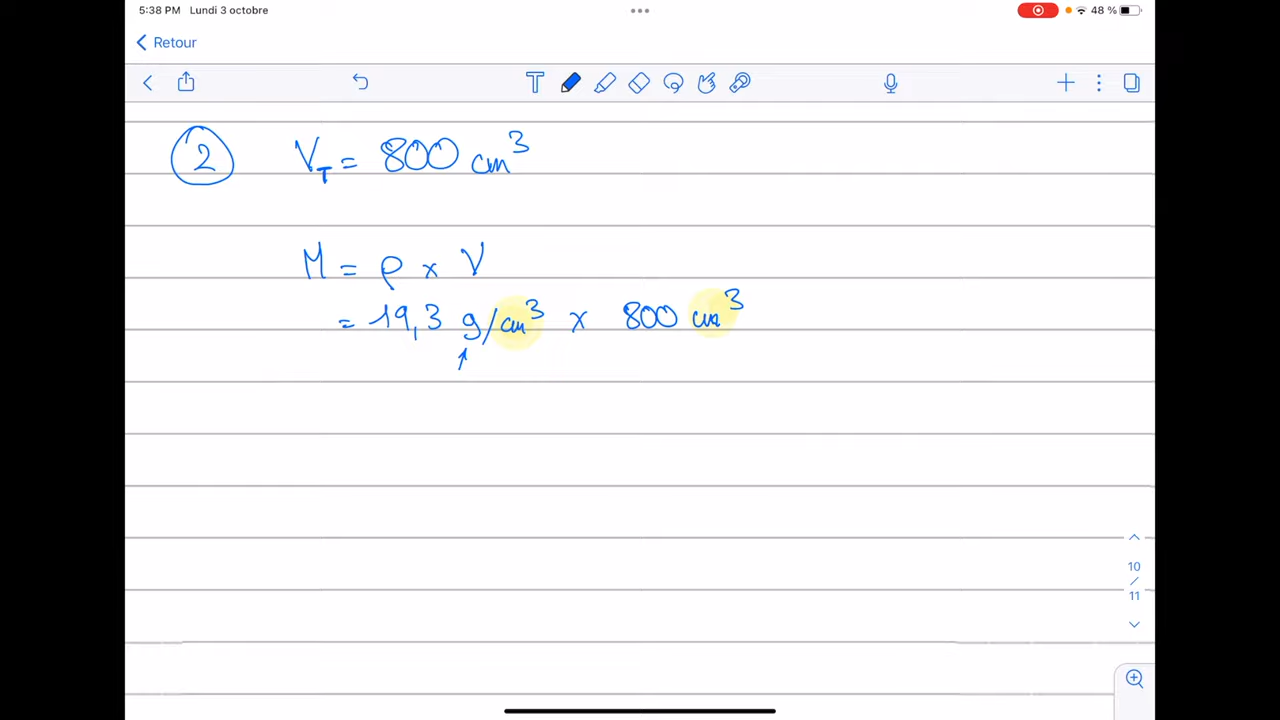 5:38 PM Lundi 3 octobre
48 %
Retour
2 V_T = 800 cm³
M = ρ x V
= 19,3 g/cm³ x 800 cm³
10
/
11